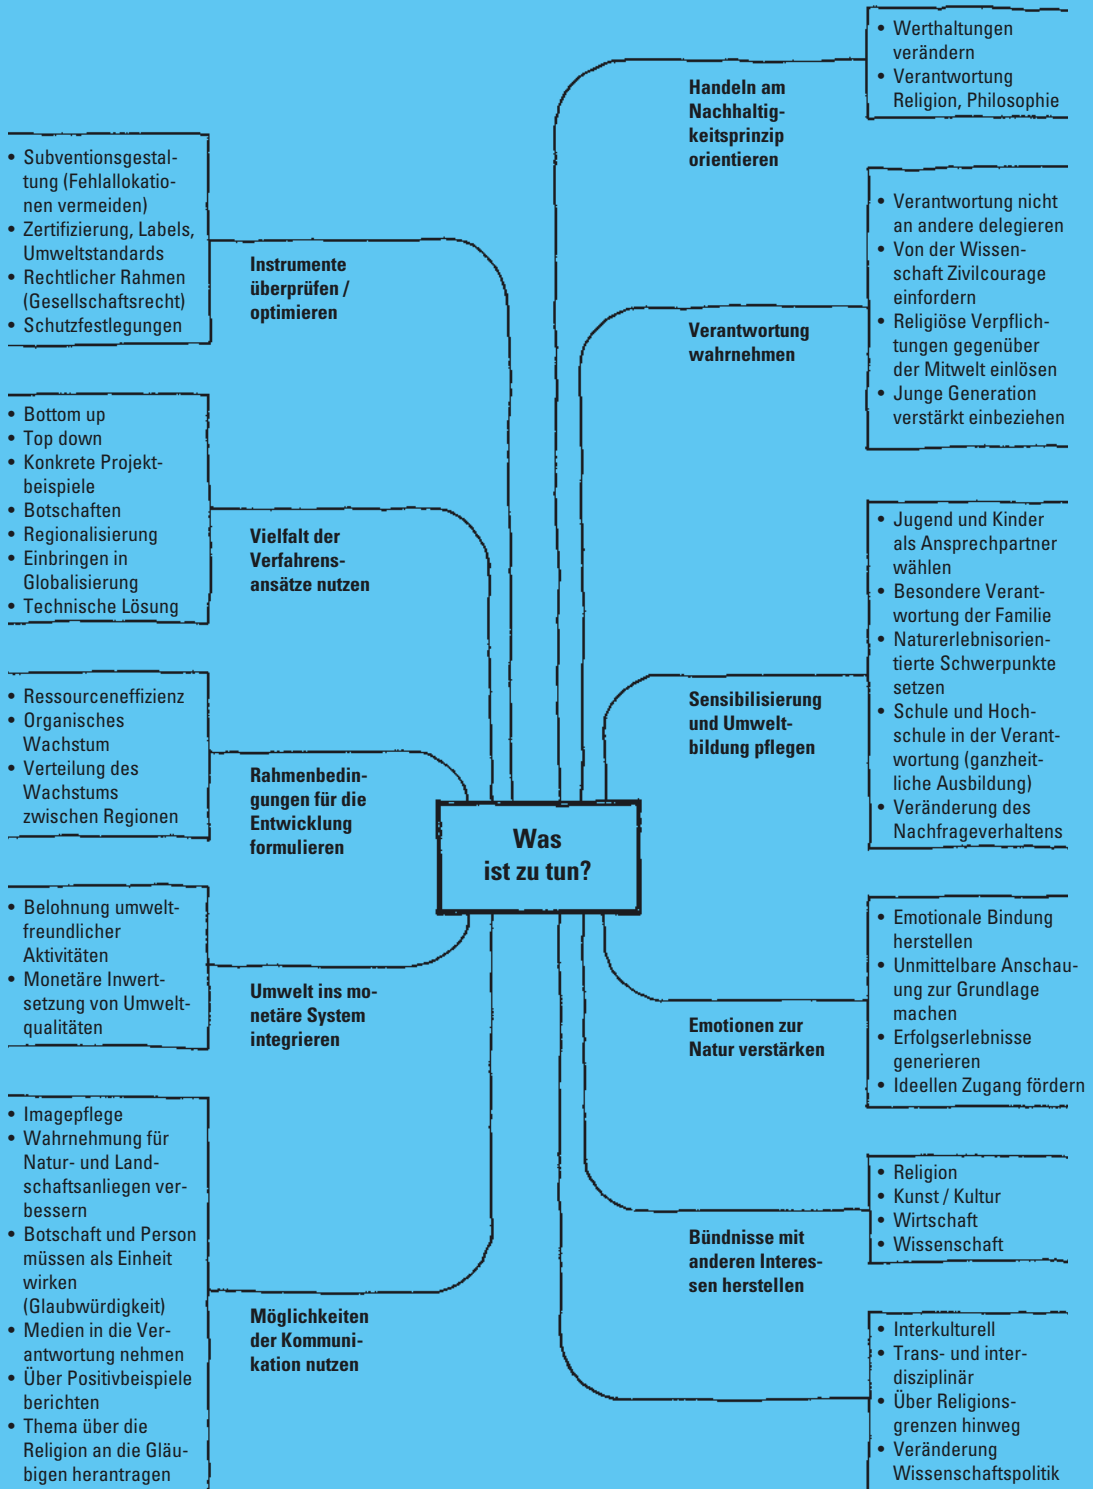 • Subventionsgestal-
tung (Fehlallokatio-
nen vermeiden)
• Zertifizierung, Labels,
Umweltstandards
• Rechtlicher Rahmen
(Gesellschaftsrecht)
• Schutzfestlegungen
Instrumente
überprüfen /
optimieren
• Bottom up
• Top down
• Konkrete Projekt-
beispiele
• Botschaften
• Regionalisierung
• Einbringen in
Globalisierung
• Technische Lösung
Vielfalt der
Verfahrens-
ansätze nutzen
• Ressourceneffizienz
• Organisches
Wachstum
• Verteilung des
Wachstums
zwischen Regionen
Rahmenbedin-
gungen für die
Entwicklung
formulieren
• Belohnung umwelt-
freundlicher
Aktivitäten
• Monetäre Inwert-
setzung von Umwelt-
qualitäten
Umwelt ins mo-
netäre System
integrieren
• Imagepflege
• Wahrnehmung für
Natur- und Land-
schaftsanliegen ver-
bessern
• Botschaft und Person
müssen als Einheit
wirken
(Glaubwürdigkeit)
• Medien in die Ver-
antwortung nehmen
• Über Positivbeispiele
berichten
• Thema über die
Religion an die Gläu-
bigen herantragen
Möglichkeiten
der Kommuni-
kation nutzen
Was
ist zu tun?
Handeln am
Nachhaltig-
keitsprinzip
orientieren
• Werthaltungen
verändern
• Verantwortung
Religion, Philosophie
Verantwortung
wahrnehmen
• Verantwortung nicht
an andere delegieren
• Von der Wissen-
schaft Zivilcourage
einfordern
• Religiöse Verpflich-
tungen gegenüber
der Mitwelt einlösen
• Junge Generation
verstärkt einbeziehen
Sensibilisierung
und Umwelt-
bildung pflegen
• Jugend und Kinder
als Ansprechpartner
wählen
• Besondere Verant-
wortung der Familie
• Naturerlebnisorien-
tierte Schwerpunkte
setzen
• Schule und Hoch-
schule in der Verant-
wortung (ganzheit-
liche Ausbildung)
• Veränderung des
Nachfrageverhaltens
Emotionen zur
Natur verstärken
• Emotionale Bindung
herstellen
• Unmittelbare Anschau-
ung zur Grundlage
machen
• Erfolgserlebnisse
generieren
• Ideellen Zugang fördern
Bündnisse mit
anderen Interes-
sen herstellen
• Religion
• Kunst / Kultur
• Wirtschaft
• Wissenschaft
• Interkulturell
• Trans- und inter-
disziplinär
• Über Religions-
grenzen hinweg
• Veränderung
Wissenschaftspolitik